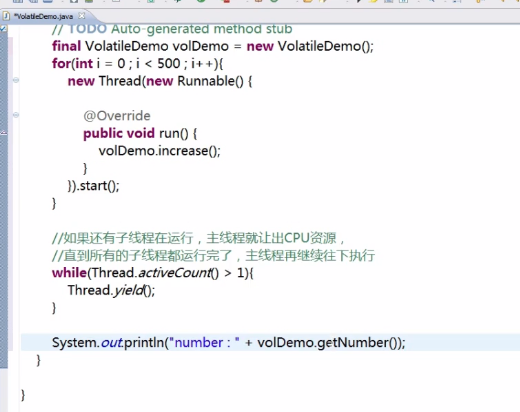 *VolatileDemo.java
// TODO Auto-generated method stub
final VolatileDemo volDemo = new VolatileDemo();
for(int i = 0 ; i < 500 ; i++){
new Thread(new Runnable() {
@Override
public void run() {
volDemo.increase();
}
}).start();
}
//如果还有子线程在运行，主线程就让出CPU资源，
//直到所有的子线程都运行完了，主线程再继续往下执行
while(Thread.activeCount() > 1){
Thread.yield();
}
System.out.println("number : " + volDemo.getNumber());
}
}